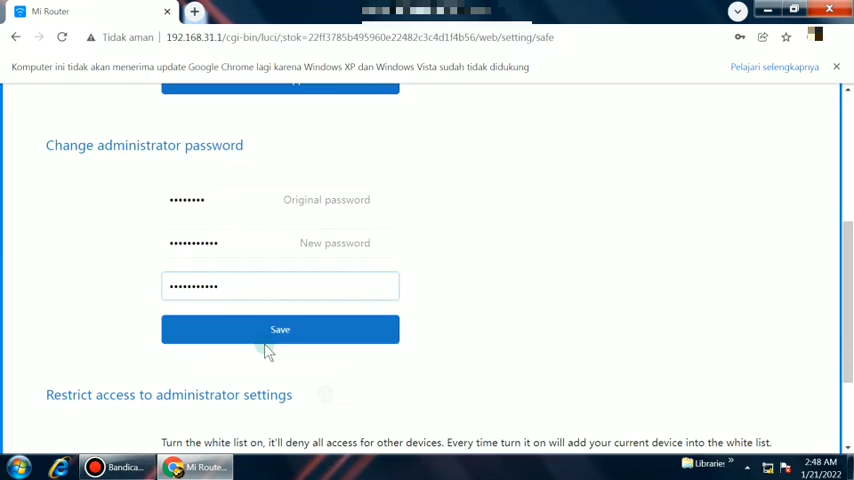 Mi Router
Tidak aman
192.168.31.1/cgi-bin/luci/;stok=22ff3785b495960e22482c3c4d1f4b56/web/setting/safe
Komputer ini tidak akan menerima update Google Chrome lagi karena Windows XP dan Windows Vista sudah tidak didukung
Pelajari selengkapnya
Change administrator password
Original password
New password
Save
Restrict access to administrator settings
Turn the white list on, it'll deny all access for other devices. Every time turn it on will add your current device into the white list.
Bandica...
Mi Route...
Libraries
2:48 AM
1/21/2022